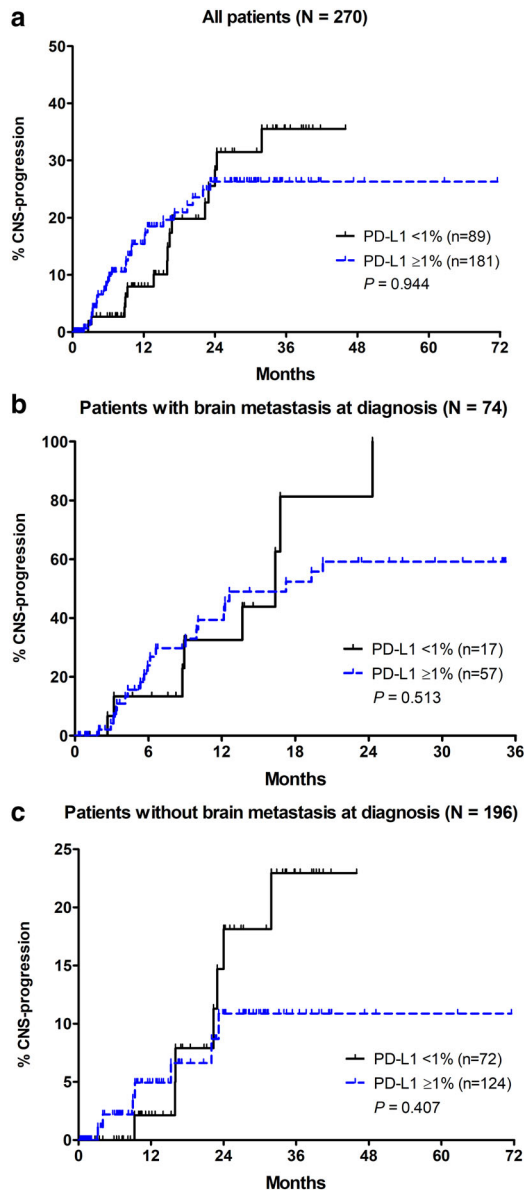 a
All patients (N = 270)
50
40
30
20
10
0
% CNS-progression
PD-L1 <1% (n=89)
PD-L1 ≥1% (n=181)
P = 0.944
0 12 24 36 48 60 72
Months
b
Patients with brain metastasis at diagnosis (N = 74)
100
80
60
40
20
0
% CNS-progression
PD-L1 <1% (n=17)
PD-L1 ≥1% (n=57)
P = 0.513
0 6 12 18 24 30 36
Months
c
Patients without brain metastasis at diagnosis (N = 196)
25
20
15
10
5
0
% CNS-progression
PD-L1 <1% (n=72)
PD-L1 ≥1% (n=124)
P = 0.407
0 12 24 36 48 60 72
Months